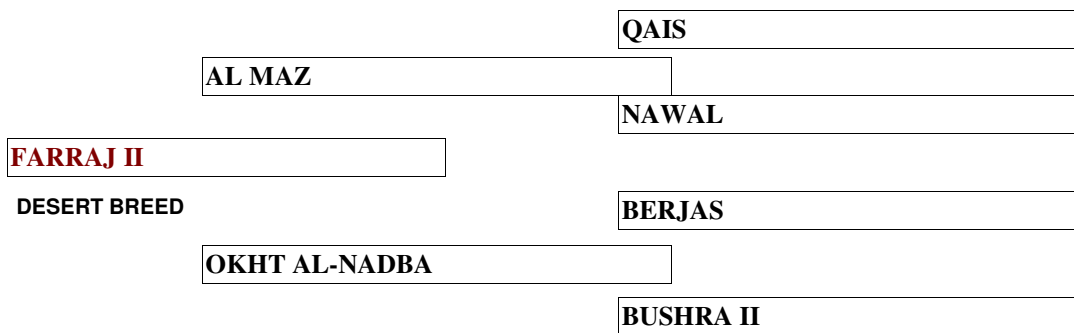 QAIS
AL MAZ
NAWAL
FARRAJ II
DESERT BREED
BERJAS
OKHT AL-NADBA
BUSHRA II